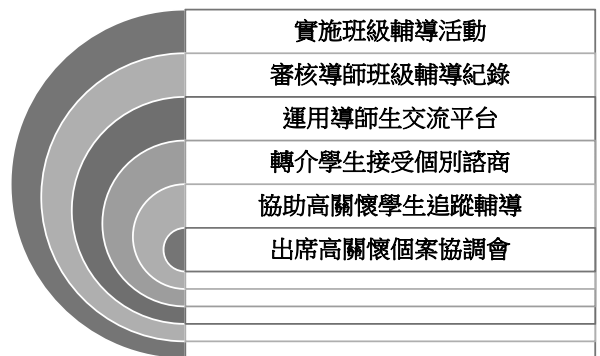 實施班級輔導活動
審核導師班級輔導紀錄
運用導師生交流平台
轉介學生接受個別諮商
協助高關懷學生追蹤輔導
出席高關懷個案協調會